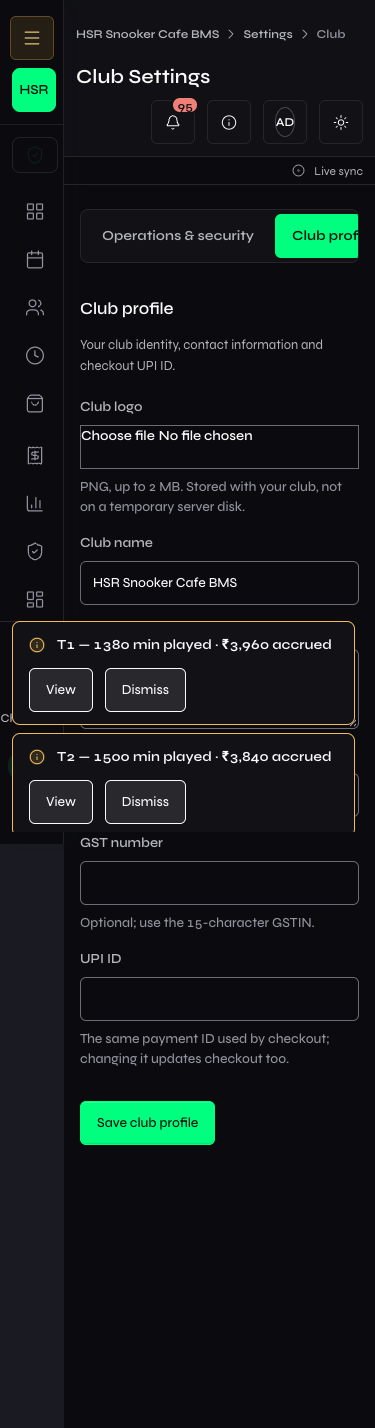 HSR Snooker Cafe BMS > Settings > Club
HSR
Club Settings
95
AD
Live sync
Operations & security
Club prof
Club profile
Your club identity, contact information and
checkout UPI ID.
Club logo
Choose file No file chosen
PNG, up to 2 MB. Stored with your club, not
on a temporary server disk.
Club name
HSR Snooker Cafe BMS
T1 — 1380 min played · ₹3,960 accrued
View
Dismiss
T2 — 1500 min played · ₹3,840 accrued
View
Dismiss
GST number
Optional; use the 15-character GSTIN.
UPI ID
The same payment ID used by checkout;
changing it updates checkout too.
Save club profile